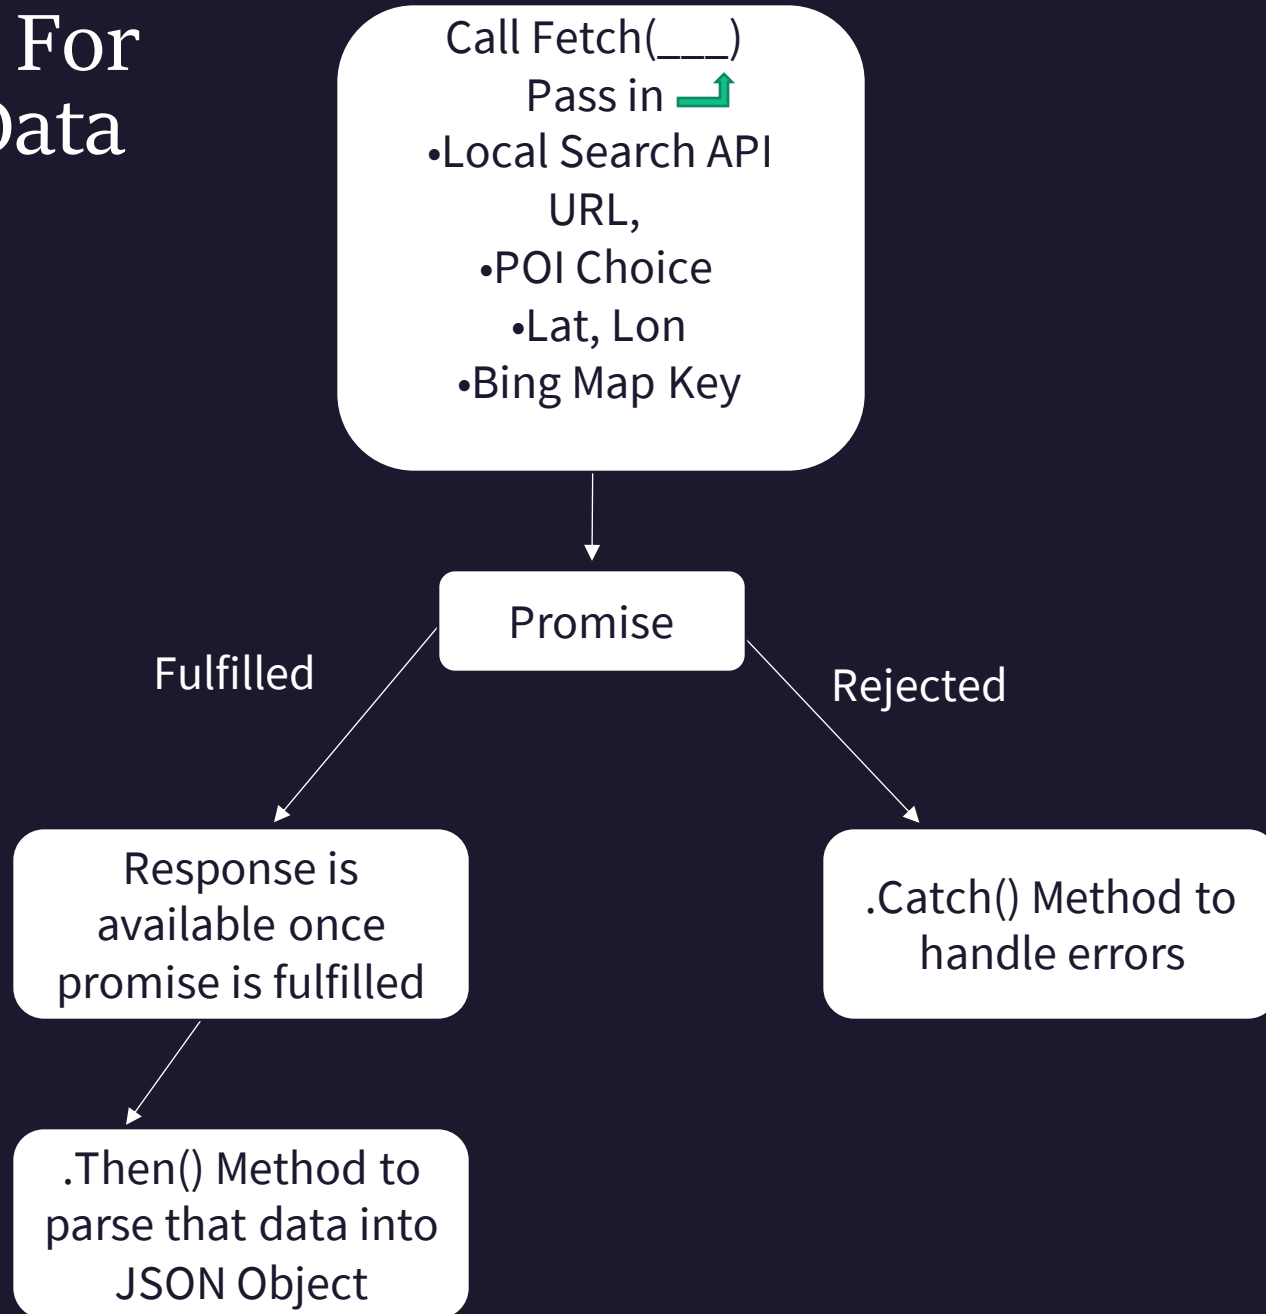 For
Data
Call Fetch(___)
Pass in
•Local Search API
URL,
•POI Choice
•Lat, Lon
•Bing Map Key
Promise
Fulfilled
Rejected
Response is
available once
promise is fulfilled
.Catch() Method to
handle errors
.Then() Method to
parse that data into
JSON Object